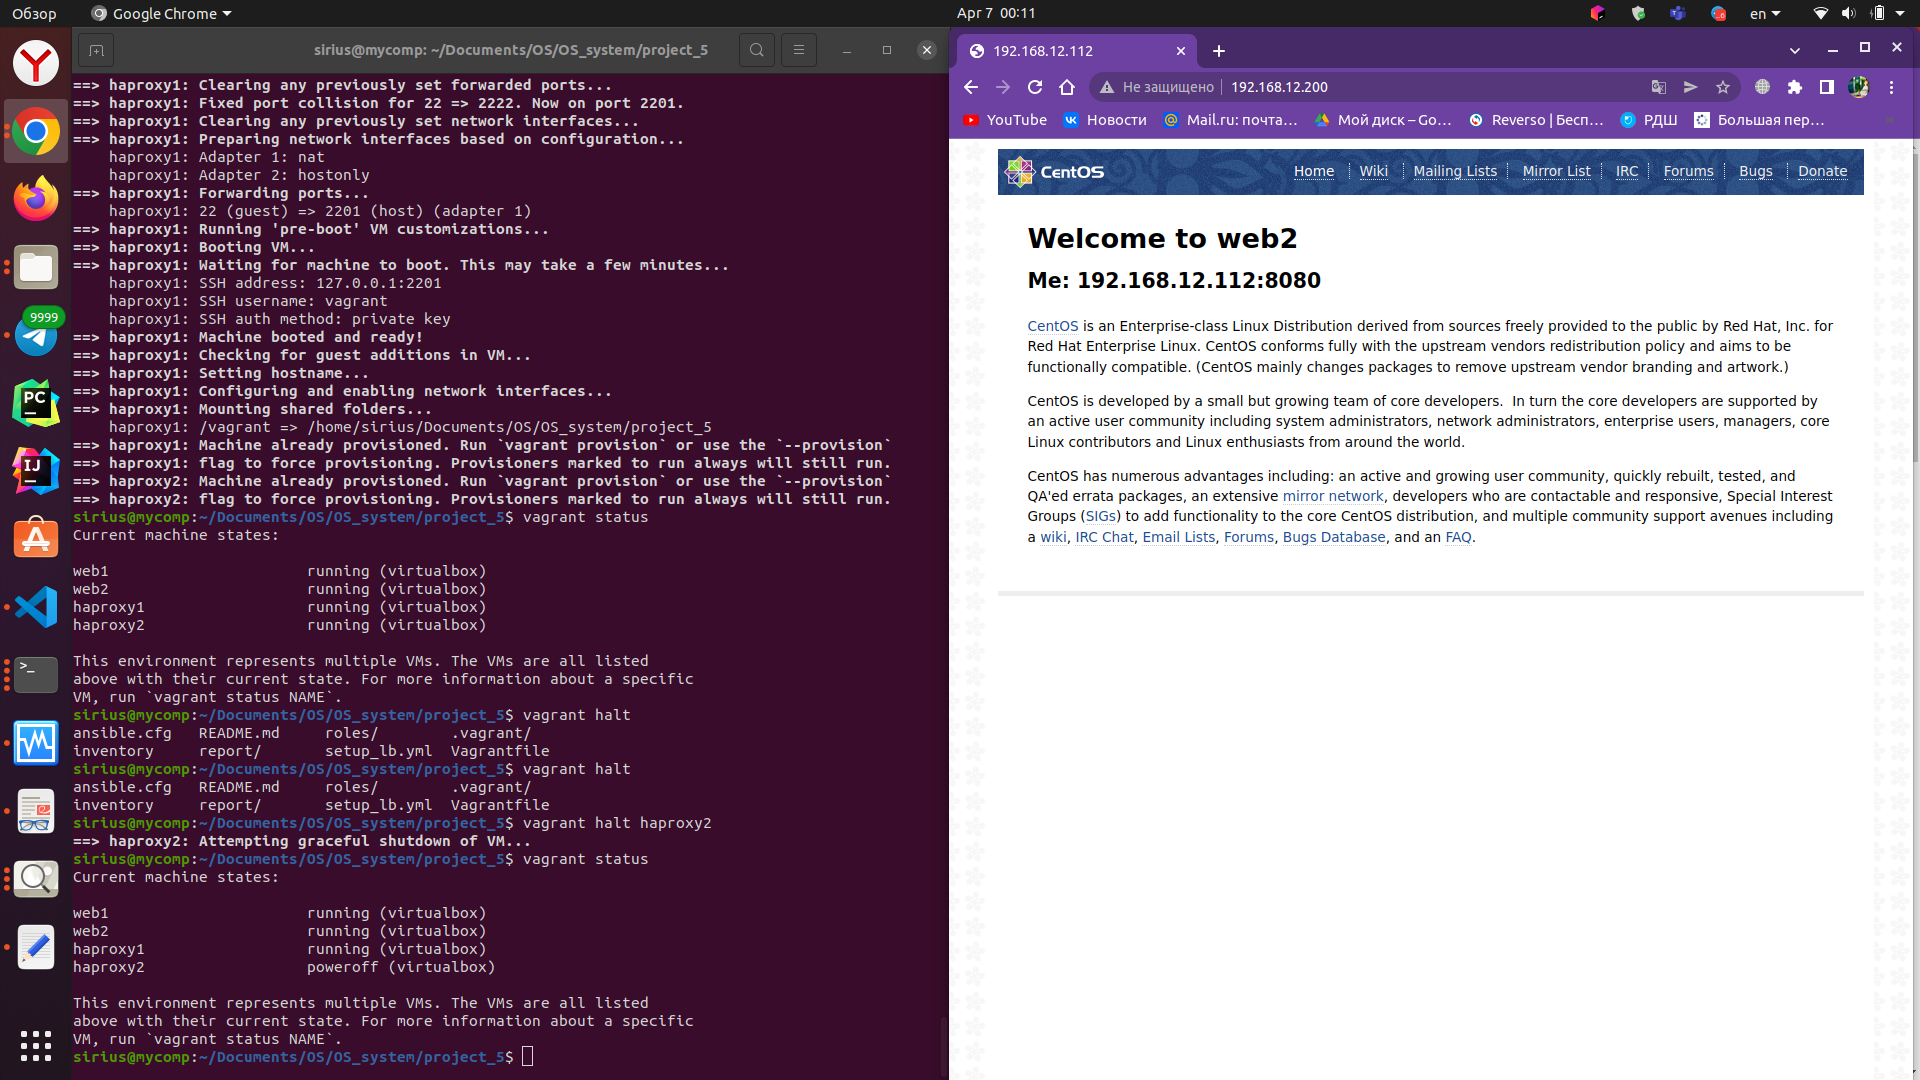 Обзор
Google Chrome
Apr 7 00:11
en
sirius@mycomp: ~/Documents/OS/OS_system/project_5
==> haproxy1: Clearing any previously set forwarded ports...
==> haproxy1: Fixed port collision for 22 => 2222. Now on port 2201.
==> haproxy1: Clearing any previously set network interfaces...
==> haproxy1: Preparing network interfaces based on configuration...
    haproxy1: Adapter 1: nat
    haproxy1: Adapter 2: hostonly
==> haproxy1: Forwarding ports...
    haproxy1: 22 (guest) => 2201 (host) (adapter 1)
==> haproxy1: Running 'pre-boot' VM customizations...
==> haproxy1: Booting VM...
==> haproxy1: Waiting for machine to boot. This may take a few minutes...
    haproxy1: SSH address: 127.0.0.1:2201
    haproxy1: SSH username: vagrant
    haproxy1: SSH auth method: private key
==> haproxy1: Machine booted and ready!
==> haproxy1: Checking for guest additions in VM...
==> haproxy1: Setting hostname...
==> haproxy1: Configuring and enabling network interfaces...
==> haproxy1: Mounting shared folders...
    haproxy1: /vagrant => /home/sirius/Documents/OS/OS_system/project_5
==> haproxy1: Machine already provisioned. Run `vagrant provision` or use the `--provision`
==> haproxy1: flag to force provisioning. Provisioners marked to run always will still run.
==> haproxy2: Machine already provisioned. Run `vagrant provision` or use the `--provision`
==> haproxy2: flag to force provisioning. Provisioners marked to run always will still run.
sirius@mycomp:~/Documents/OS/OS_system/project_5$ vagrant status
Current machine states:
web1                      running (virtualbox)
web2                      running (virtualbox)
haproxy1                  running (virtualbox)
haproxy2                  running (virtualbox)
This environment represents multiple VMs. The VMs are all listed
above with their current state. For more information about a specific
VM, run `vagrant status NAME`.
sirius@mycomp:~/Documents/OS/OS_system/project_5$ vagrant halt
ansible.cfg   README.md     roles/        .vagrant/
inventory     report/       setup_lb.yml  Vagrantfile
sirius@mycomp:~/Documents/OS/OS_system/project_5$ vagrant halt
ansible.cfg   README.md     roles/        .vagrant/
inventory     report/       setup_lb.yml  Vagrantfile
sirius@mycomp:~/Documents/OS/OS_system/project_5$ vagrant halt haproxy2
==> haproxy2: Attempting graceful shutdown of VM...
sirius@mycomp:~/Documents/OS/OS_system/project_5$ vagrant status
Current machine states:
web1                      running (virtualbox)
web2                      running (virtualbox)
haproxy1                  running (virtualbox)
haproxy2                  poweroff (virtualbox)
This environment represents multiple VMs. The VMs are all listed
above with their current state. For more information about a specific
VM, run `vagrant status NAME`.
sirius@mycomp:~/Documents/OS/OS_system/project_5$
9999
PC
IJ
192.168.12.112
Не защищено
192.168.12.200
YouTube
Новости
Mail.ru: почта...
Мой диск – Go...
Reverso | Бесп...
РДШ
Большая пер...
CentOS
Home
Wiki
Mailing Lists
Mirror List
IRC
Forums
Bugs
Donate
Welcome to web2
Me: 192.168.12.112:8080
CentOS is an Enterprise-class Linux Distribution derived from sources freely provided to the public by Red Hat, Inc. for
Red Hat Enterprise Linux. CentOS conforms fully with the upstream vendors redistribution policy and aims to be
functionally compatible. (CentOS mainly changes packages to remove upstream vendor branding and artwork.)
CentOS is developed by a small but growing team of core developers.  In turn the core developers are supported by
an active user community including system administrators, network administrators, enterprise users, managers, core
Linux contributors and Linux enthusiasts from around the world.
CentOS has numerous advantages including: an active and growing user community, quickly rebuilt, tested, and
QA'ed errata packages, an extensive mirror network, developers who are contactable and responsive, Special Interest
Groups (SIGs) to add functionality to the core CentOS distribution, and multiple community support avenues including
a wiki, IRC Chat, Email Lists, Forums, Bugs Database, and an FAQ.